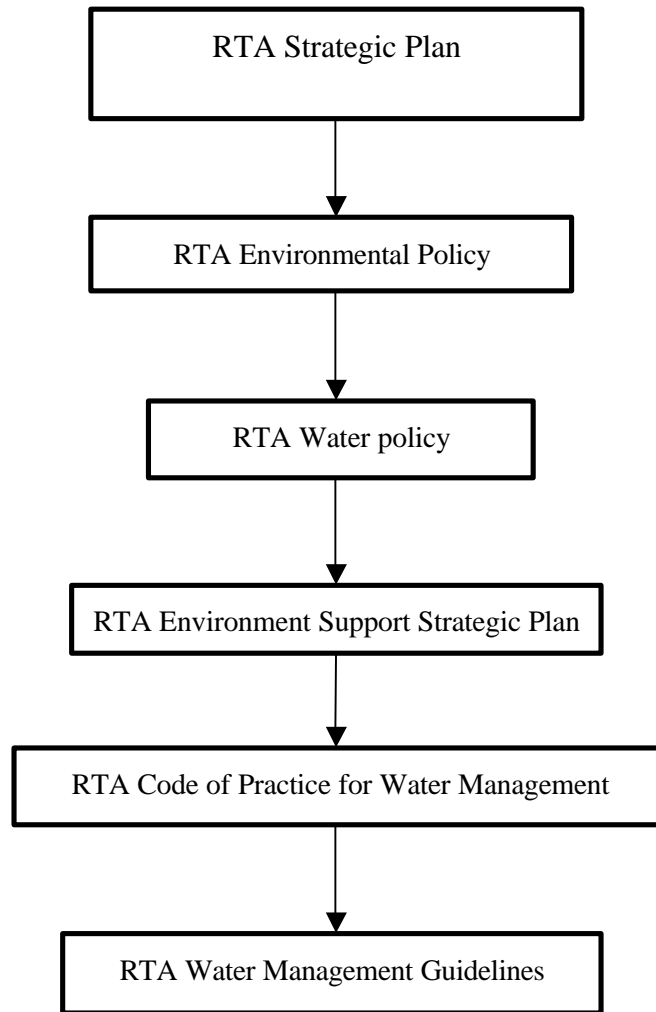 RTA Strategic Plan
RTA Environmental Policy
RTA Water policy
RTA Environment Support Strategic Plan
RTA Code of Practice for Water Management
RTA Water Management Guidelines